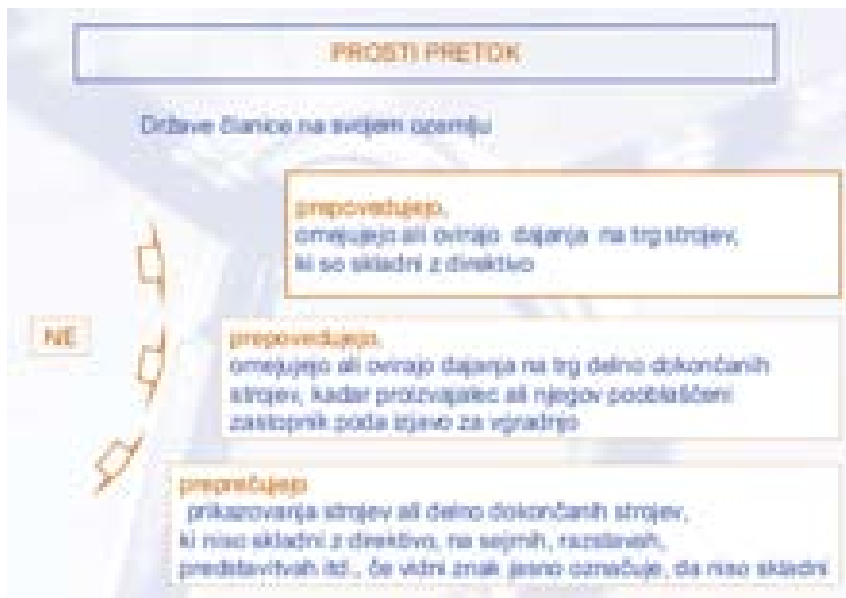 PROSTI PRETOK
Države članice na svojem ozemlju
prepovedujejo,
omejujejo ali ovirajo dajanja na trg strojev,
ki so skladni z direktivo
NE
prepovedujejo,
omejujejo ali ovirajo dajanja na trg delno dokončanih
strojev, kadar proizvajalec ali njegov pooblaščeni
zastopnik poda izjavo za vgradnjo
preprečujejo
prikazovanja strojev ali delno dokončanih strojev,
ki niso skladni z direktivo, na sejmih, razstavah,
predstavitvah itd., če vidni znak jasno označuje, da niso skladni